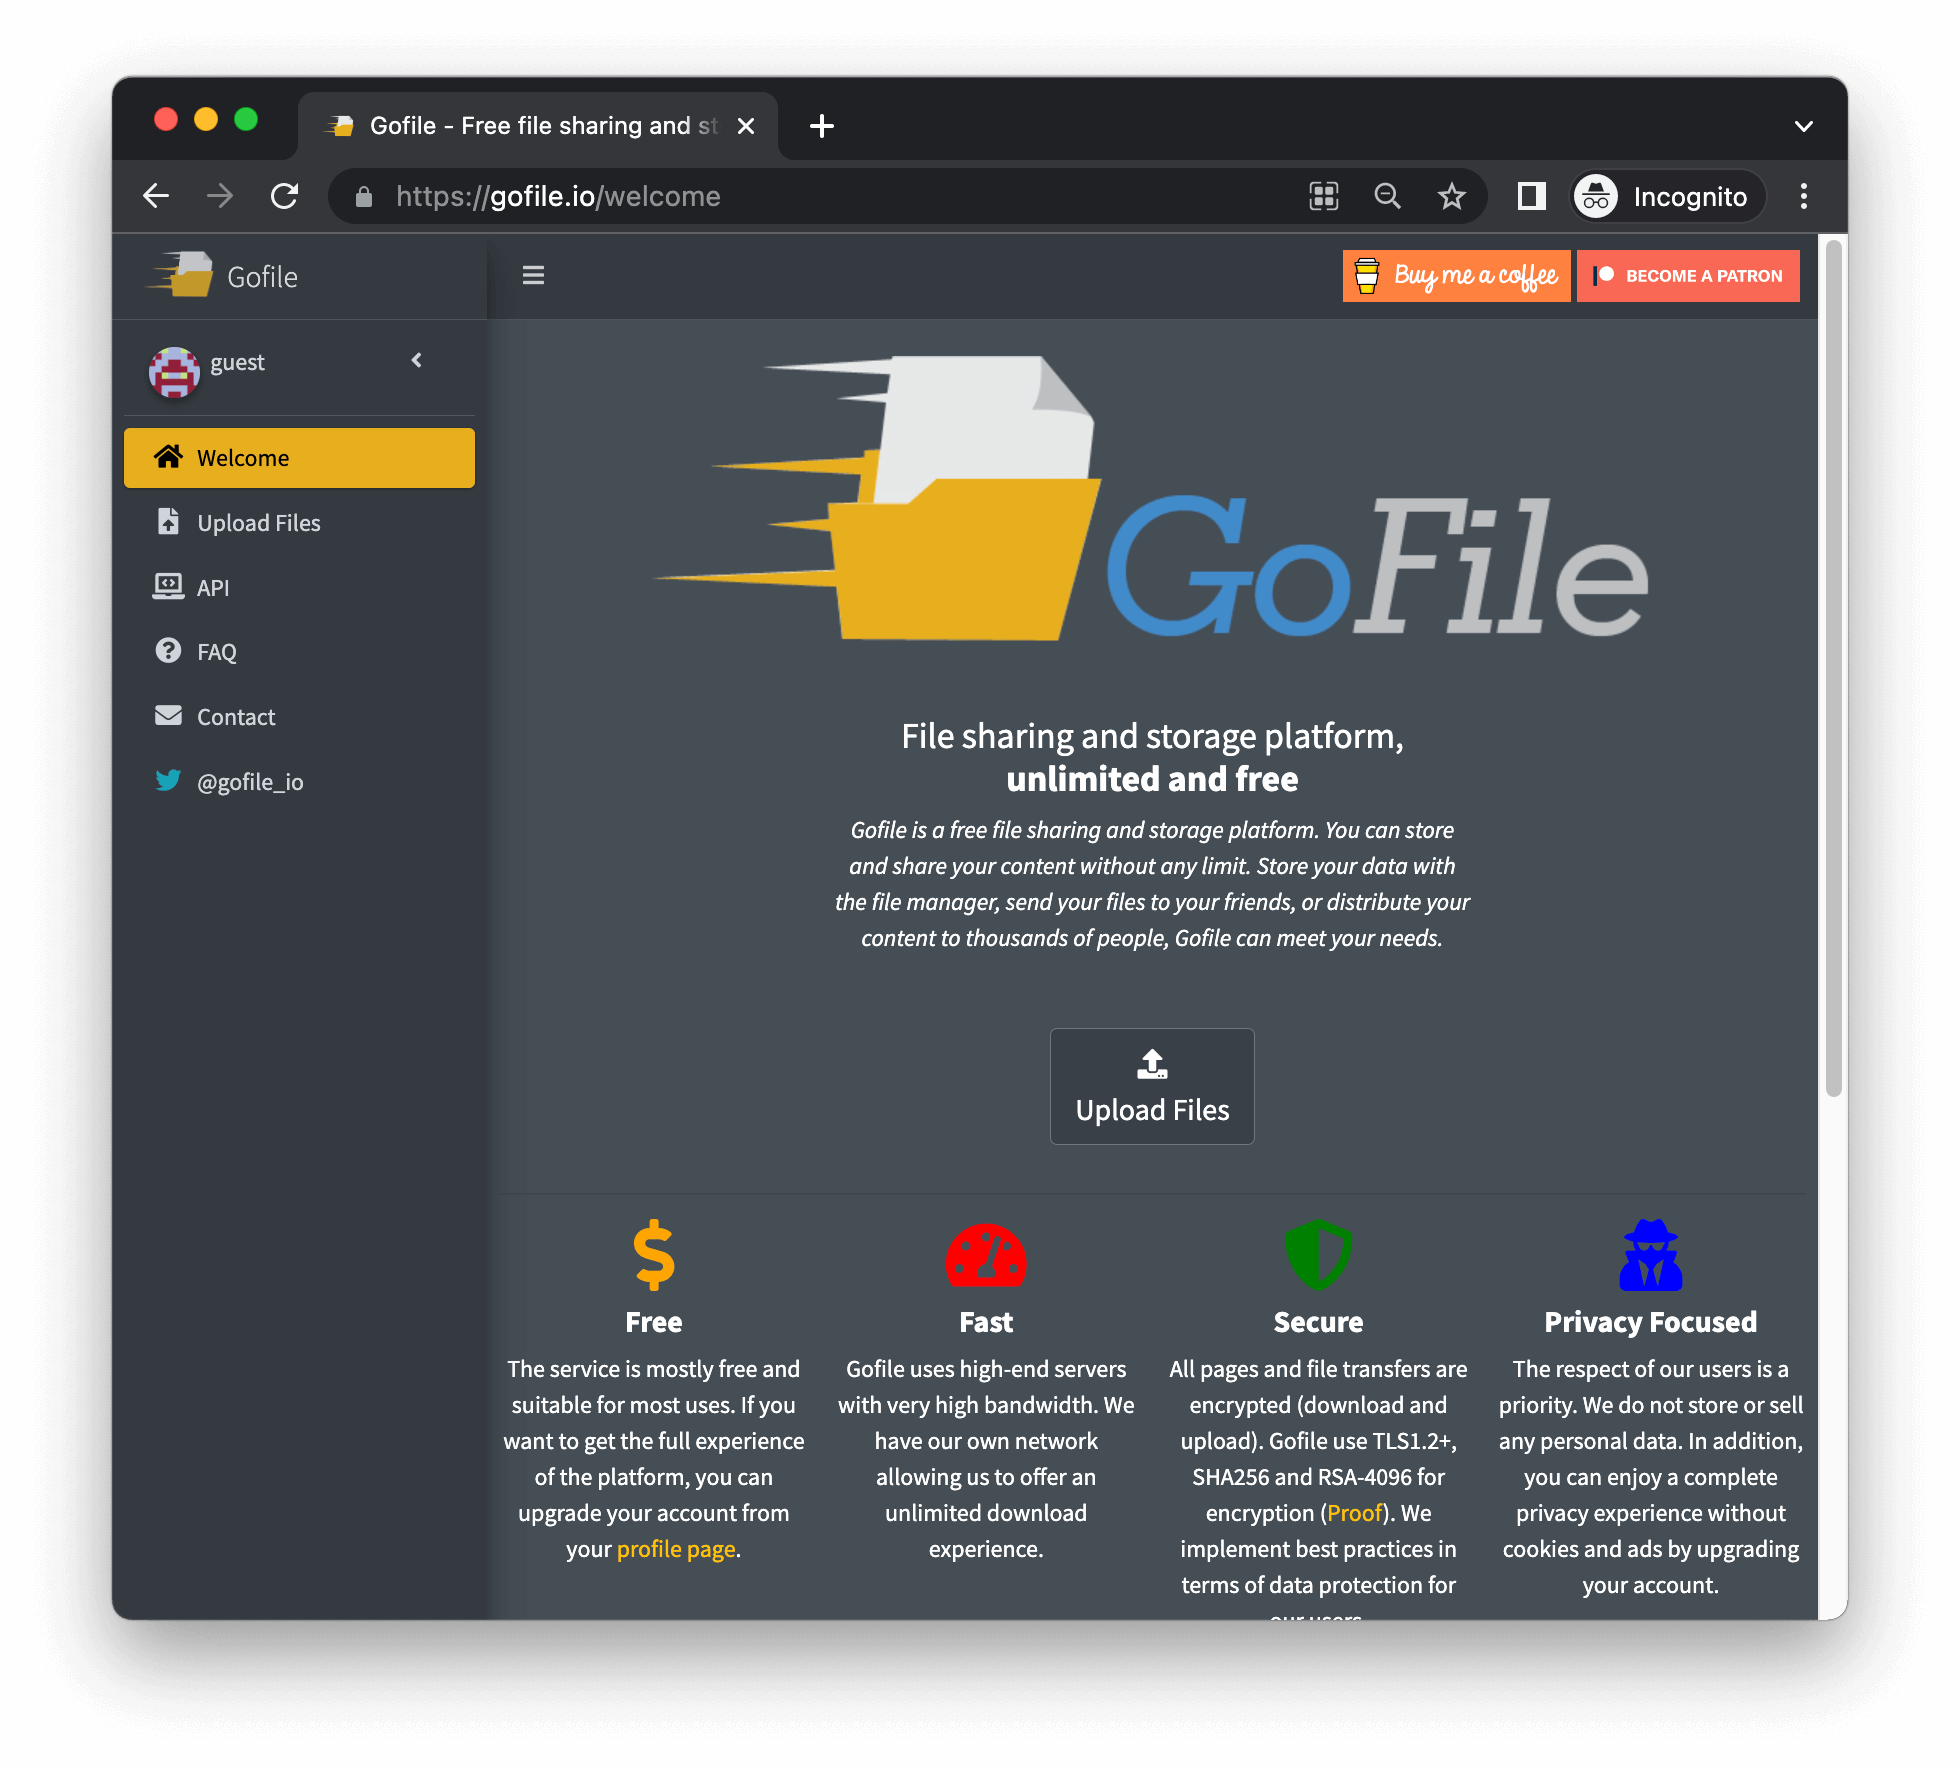 Gofile - Free file sharing and st
https://gofile.io/welcome
Incognito
Gofile
Buy me a coffee
BECOME A PATRON
guest
Welcome
Upload Files
API
FAQ
Contact
@gofile_io
GoFile
File sharing and storage platform,
unlimited and free
Gofile is a free file sharing and storage platform. You can store
and share your content without any limit. Store your data with
the file manager, send your files to your friends, or distribute your
content to thousands of people, Gofile can meet your needs.
Upload Files
Free
The service is mostly free and
suitable for most uses. If you
want to get the full experience
of the platform, you can
upgrade your account from
your profile page.
Fast
Gofile uses high-end servers
with very high bandwidth. We
have our own network
allowing us to offer an
unlimited download
experience.
Secure
All pages and file transfers are
encrypted (download and
upload). Gofile use TLS1.2+,
SHA256 and RSA-4096 for
encryption (Proof). We
implement best practices in
terms of data protection for
our users
Privacy Focused
The respect of our users is a
priority. We do not store or sell
any personal data. In addition,
you can enjoy a complete
privacy experience without
cookies and ads by upgrading
your account.